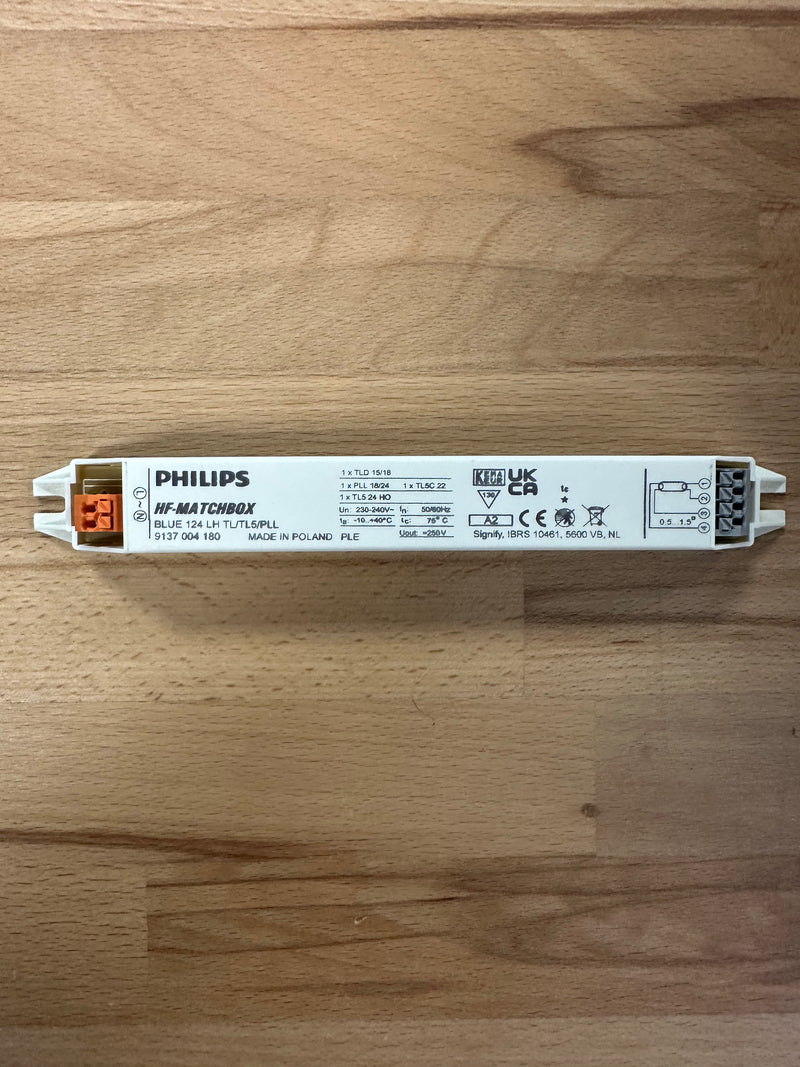 L ~ N
PHILIPS
HF-MATCHBOX
BLUE 124 LH TL/TL5/PLL
9137 004 180 MADE IN POLAND PLE
1 x TLD 15/18
1 x PLL 18/24 1 x TL5C 22
1 x TL5 24 HO
Un: 230-240V~ In: 50/60Hz
ta: -10...+40°C tc: 75° C
Uout: =250V
KEMA KEUR
UK CA
130
tc
A2 CE
Signify, IBRS 10461, 5600 VB, NL
1
2
3
4
0.5...1.5